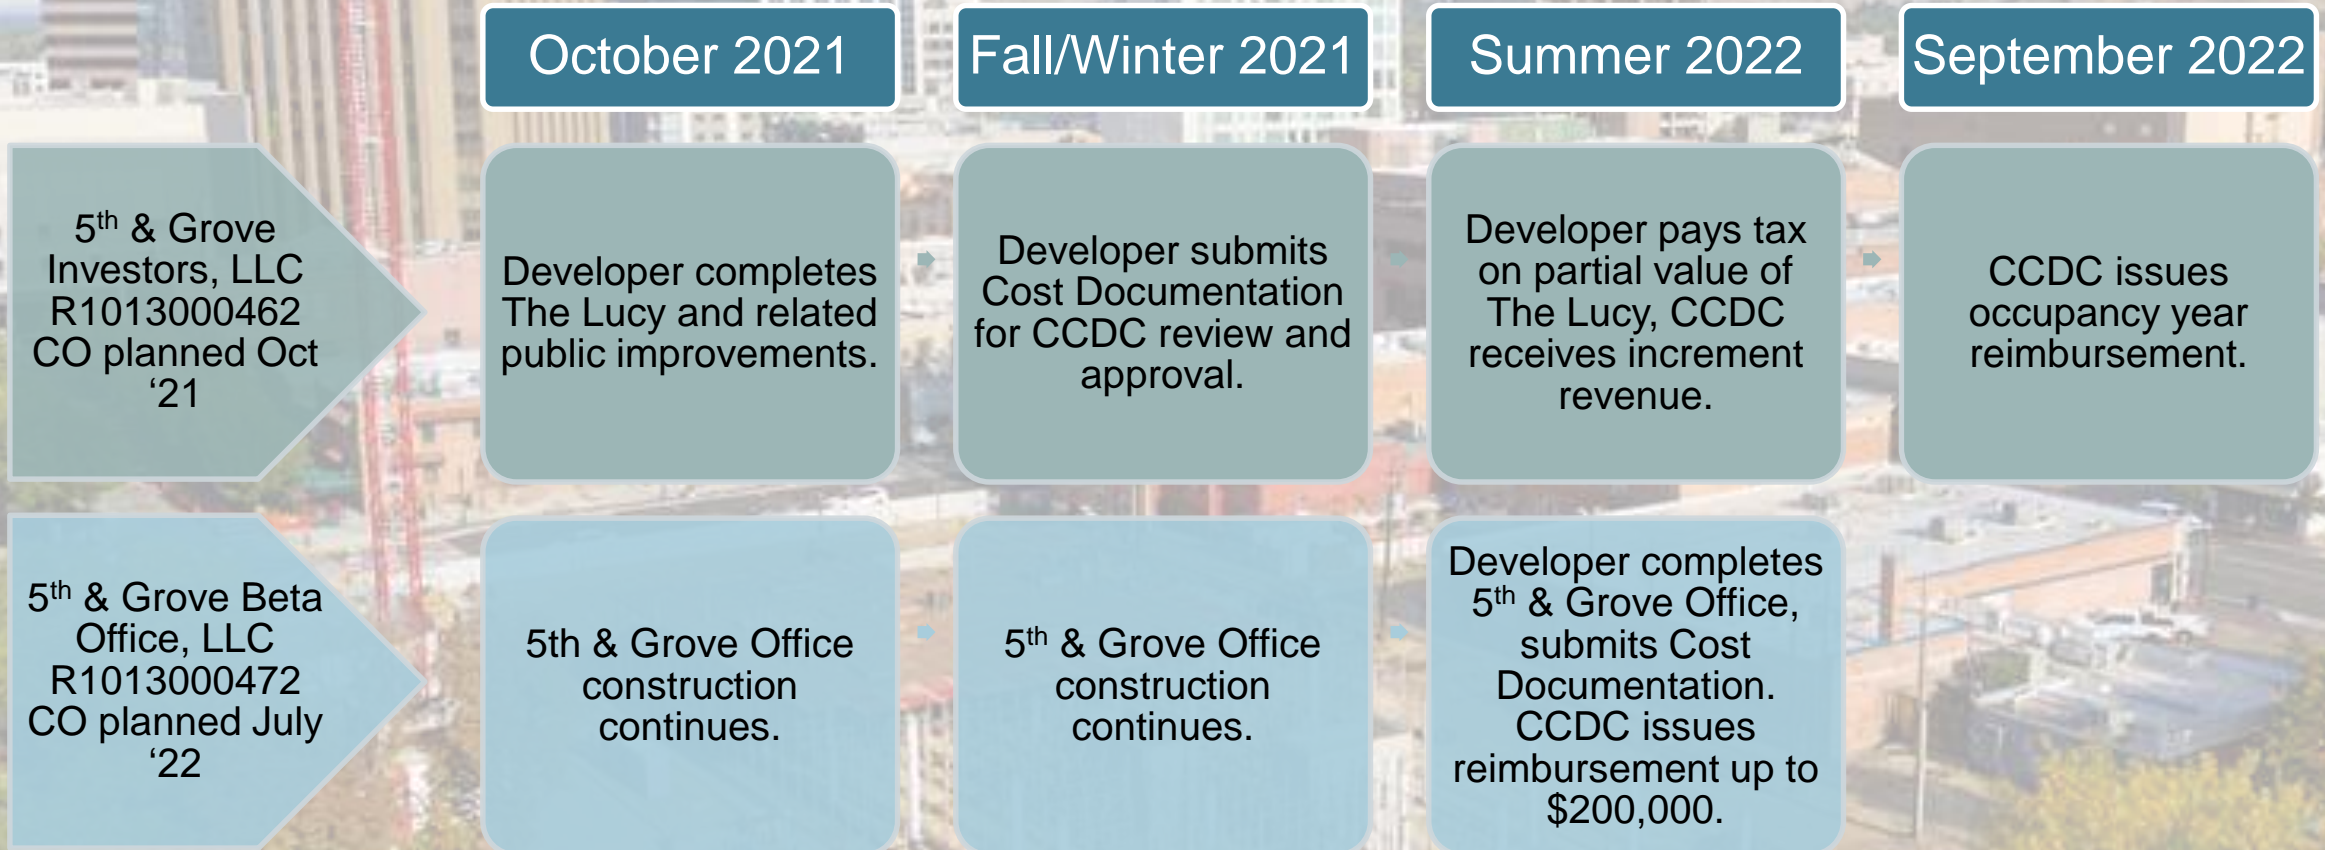 October 2021
Fall/Winter 2021
Summer 2022
September 2022
5th & Grove
Investors, LLC
R1013000462
CO planned Oct
‘21
Developer completes
The Lucy and related
public improvements.
Developer submits
Cost Documentation
for CCDC review and
approval.
Developer pays tax
on partial value of
The Lucy, CCDC
receives increment
revenue.
CCDC issues
occupancy year
reimbursement.
5th & Grove Beta
Office, LLC
R1013000472
CO planned July
‘22
5th & Grove Office
construction
continues.
5th & Grove Office
construction
continues.
Developer completes
5th & Grove Office,
submits Cost
Documentation.
CCDC issues
reimbursement up to
$200,000.